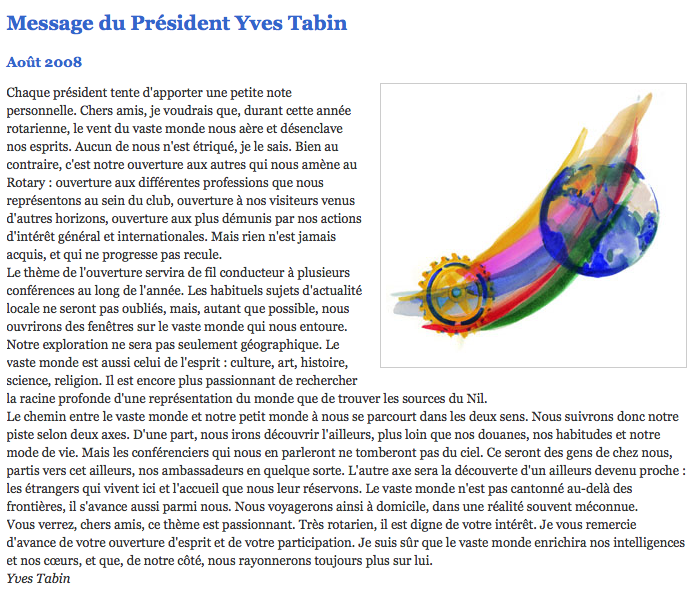 Message du Président Yves Tabin
Août 2008
Chaque président tente d'apporter une petite note
personnelle. Chers amis, je voudrais que, durant cette année
rotarienne, le vent du vaste monde nous aère et désenclave
nos esprits. Aucun de nous n'est étriqué, je le sais. Bien au
contraire, c'est notre ouverture aux autres qui nous amène au
Rotary : ouverture aux différentes professions que nous
représentons au sein du club, ouverture à nos visiteurs venus
d'autres horizons, ouverture aux plus démunis par nos actions
d'intérêt général et internationales. Mais rien n'est jamais
acquis, et qui ne progresse pas recule.
Le thème de l'ouverture servira de fil conducteur à plusieurs
conférences au long de l'année. Les habituels sujets d'actualité
locale ne seront pas oubliés, mais, autant que possible, nous
ouvrirons des fenêtres sur le vaste monde qui nous entoure.
Notre exploration ne sera pas seulement géographique. Le
vaste monde est aussi celui de l'esprit : culture, art, histoire,
science, religion. Il est encore plus passionnant de rechercher
la racine profonde d'une représentation du monde que de trouver les sources du Nil.
Le chemin entre le vaste monde et notre petit monde à nous se parcourt dans les deux sens. Nous suivrons donc notre
piste selon deux axes. D'une part, nous irons découvrir l'ailleurs, plus loin que nos douanes, nos habitudes et notre
mode de vie. Mais les conférenciers qui nous en parleront ne tomberont pas du ciel. Ce seront des gens de chez nous,
partis vers cet ailleurs, nos ambassadeurs en quelque sorte. L'autre axe sera la découverte d'un ailleurs devenu proche :
les étrangers qui vivent ici et l'accueil que nous leur réservons. Le vaste monde n'est pas cantonné au-delà des
frontières, il s'avance aussi parmi nous. Nous voyagerons ainsi à domicile, dans une réalité souvent méconnue.
Vous verrez, chers amis, ce thème est passionnant. Très rotarien, il est digne de votre intérêt. Je vous remercie
d'avance de votre ouverture d'esprit et de votre participation. Je suis sûr que le vaste monde enrichira nos intelligences
et nos cœurs, et que, de notre côté, nous rayonnerons toujours plus sur lui.
Yves Tabin